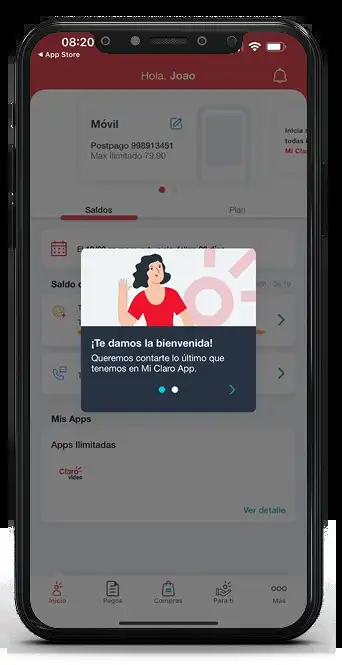 08:20
◀ App Store
Hola, Joao
Móvil
Postpago 998913451
Max Ilimitado 79.90
Inicia s
todas l
Mi Claro
Saldos
Plan
Saldo
¡Te damos la bienvenida!
Queremos contarte lo último que
tenemos en Mi Claro App.
Mis Apps
Apps Ilimitadas
Claro
video
Ver detalle
Inicio
Pagos
Compras
Para ti
Más